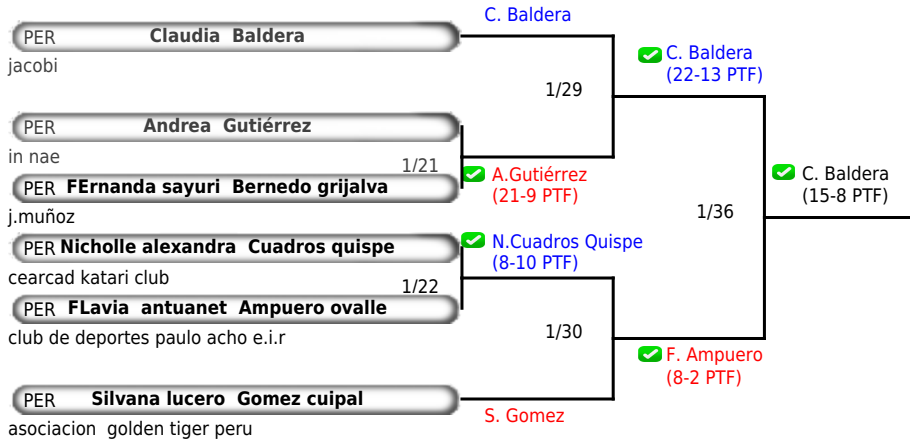 C. Baldera
PER Claudia Baldera
jacobi
C. Baldera
(22-13 PTF)
1/29
PER Andrea Gutiérrez
in nae
1/21
A.Gutiérrez
(21-9 PTF)
PER FErnanda sayuri Bernedo grijalva
j.muñoz
C. Baldera
(15-8 PTF)
1/36
PER Nicholle alexandra Cuadros quispe
cearcad katari club
N.Cuadros Quispe
(8-10 PTF)
1/22
PER FLavia antuanet Ampuero ovalle
club de deportes paulo acho e.i.r
1/30
F. Ampuero
(8-2 PTF)
PER Silvana lucero Gomez cuipal
S. Gomez
asociacion golden tiger peru